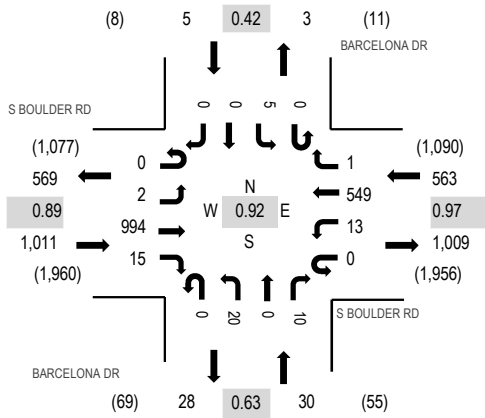 (8) 5 0.42 3 (11)
BARCELONA DR
S BOULDER RD
0 0 5 0
(1,077) (1,090)
569 0 1 563
0.89 2 N 549 0.97
W 0.92 E
1,011 994 S 13 1,009
(1,960) 15 0 (1,956)
0 20 0 10
S BOULDER RD
BARCELONA DR
(69) 28 0.63 30 (55)